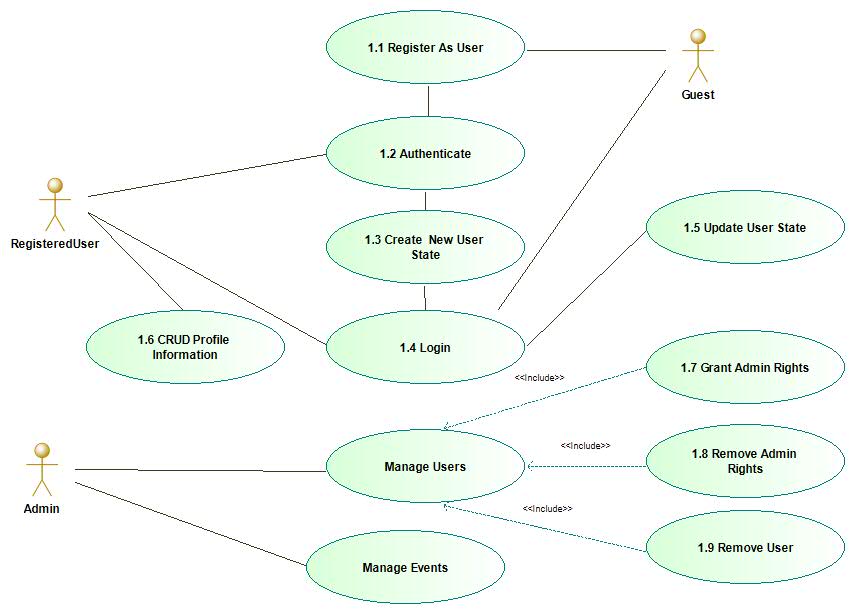 1.1 Register As User
Guest
1.2 Authenticate
RegisteredUser
1.3 Create New User
State
1.5 Update User State
1.6 CRUD Profile
Information
1.4 Login
<<Include>>
1.7 Grant Admin Rights
Manage Users
<<Include>>
1.8 Remove Admin
Rights
Admin
<<Include>>
1.9 Remove User
Manage Events